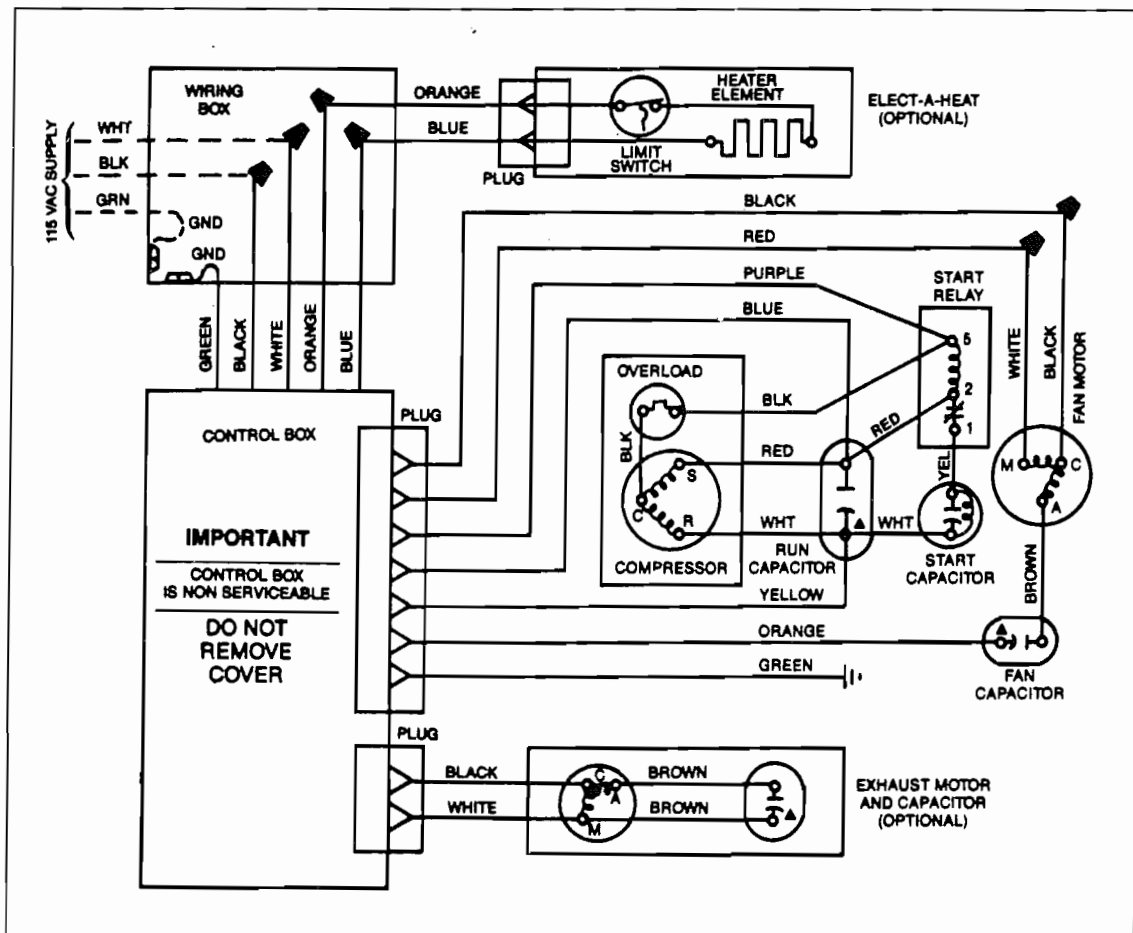 WIRING
BOX
115 VAC SUPPLY
WHT
BLK
GRN
GND
GND
ORANGE
BLUE
PLUG
HEATER
ELEMENT
LIMIT
SWITCH
ELECT-A-HEAT
(OPTIONAL)
GREEN
BLACK
WHITE
ORANGE
BLUE
BLACK
RED
PURPLE
BLUE
START
RELAY
5
2
1
WHITE
BLACK
FAN MOTOR
OVERLOAD
BLK
BLK
RED
RED
S
C
R
WHT
WHT
COMPRESSOR
RUN
CAPACITOR
YEL
START
CAPACITOR
M
C
A
BROWN
CONTROL BOX
PLUG
IMPORTANT
CONTROL BOX
IS NON SERVICEABLE
DO NOT
REMOVE
COVER
YELLOW
ORANGE
GREEN
FAN
CAPACITOR
PLUG
BLACK
WHITE
C
A
M
BROWN
BROWN
EXHAUST MOTOR
AND CAPACITOR
(OPTIONAL)